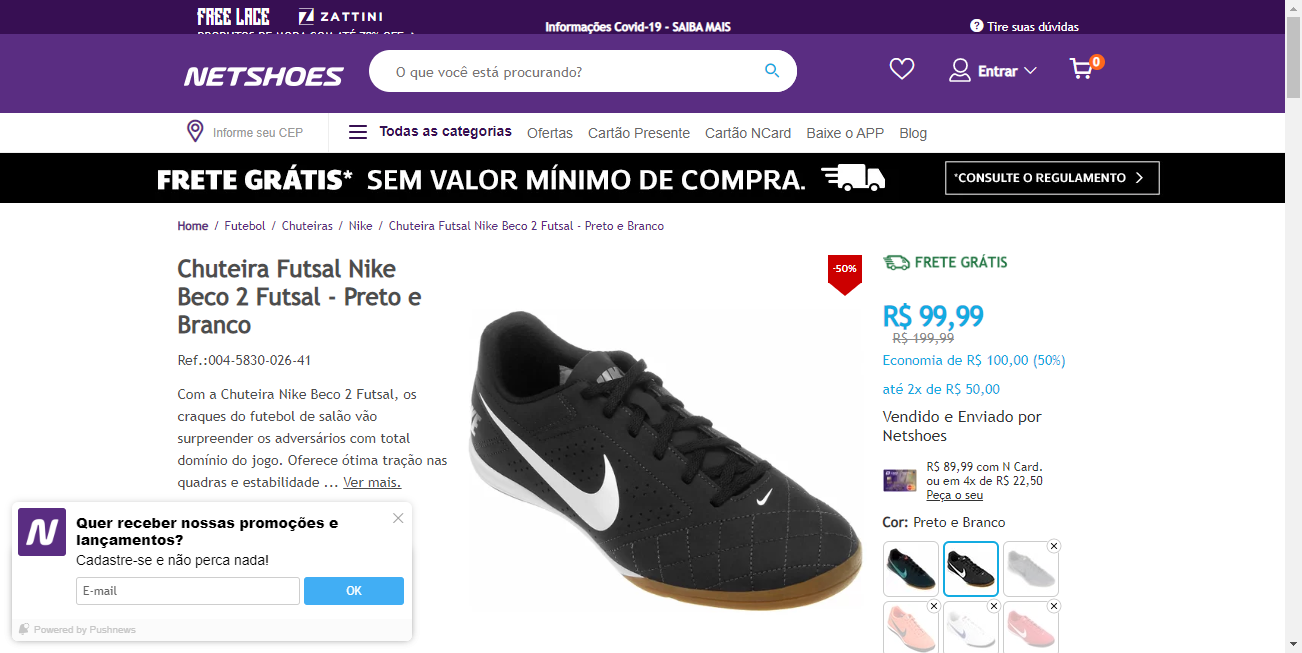 FREE LACE
ZATTINI
Informações Covid-19 - SAIBA MAIS
? Tire suas dúvidas
NETSHOES
O que você está procurando?
Entrar
0
Informe seu CEP
Todas as categorias
Ofertas
Cartão Presente
Cartão NCard
Baixe o APP
Blog
FRETE GRÁTIS* SEM VALOR MÍNIMO DE COMPRA.
*CONSULTE O REGULAMENTO
Home / Futebol / Chuteiras / Nike / Chuteira Futsal Nike Beco 2 Futsal - Preto e Branco
Chuteira Futsal Nike
Beco 2 Futsal - Preto e
Branco
Ref.:004-5830-026-41
Com a Chuteira Nike Beco 2 Futsal, os
craques do futebol de salão vão
surpreender os adversários com total
domínio do jogo. Oferece ótima tração nas
quadras e estabilidade ... Ver mais.
-50%
FRETE GRÁTIS
R$ 99,99
R$ 199,99
Economia de R$ 100,00 (50%)
até 2x de R$ 50,00
Vendido e Enviado por
Netshoes
R$ 89,99 com N Card.
ou em 4x de R$ 22,50
Peça o seu
Cor: Preto e Branco
N
Quer receber nossas promoções e
lançamentos?
Cadastre-se e não perca nada!
E-mail
OK
Powered by Pushnews